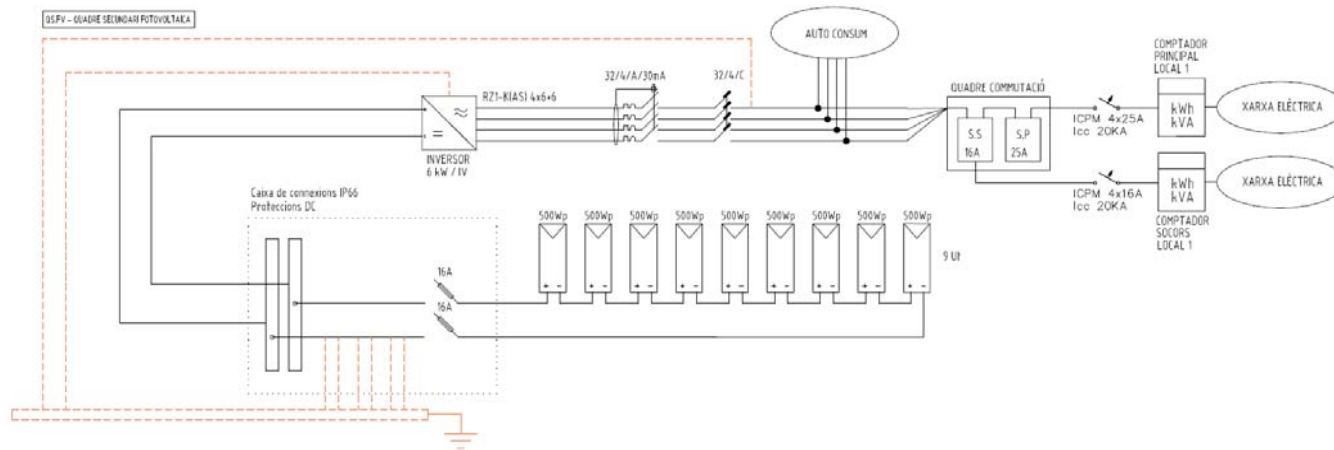 QS.FV - QUADRE SECUNDARI FOTOVOLTAICA
AUTO CONSUM
COMPTADOR
PRINCIPAL
LOCAL 1
32/4/A/30mA
32/4/C
QUADRE COMMUTACIÓ
RZ1-K(AS) 4x6+6
kWh
kVA
XARXA ELÈCTRICA
ICPM 4x25A
Icc 20KA
S.S
16A
S.P
25A
INVERSOR
6 kW / IV
kWh
kVA
XARXA ELÈCTRICA
ICPM 4x16A
Icc 20KA
COMPTADOR
SOCORS
LOCAL 1
Caixa de connexions IP66
Proteccions DC
500Wp 500Wp 500Wp 500Wp 500Wp 500Wp 500Wp 500Wp 500Wp
9 Ut
+ - + - + - + - + - + - + - + - + -
16A
16A